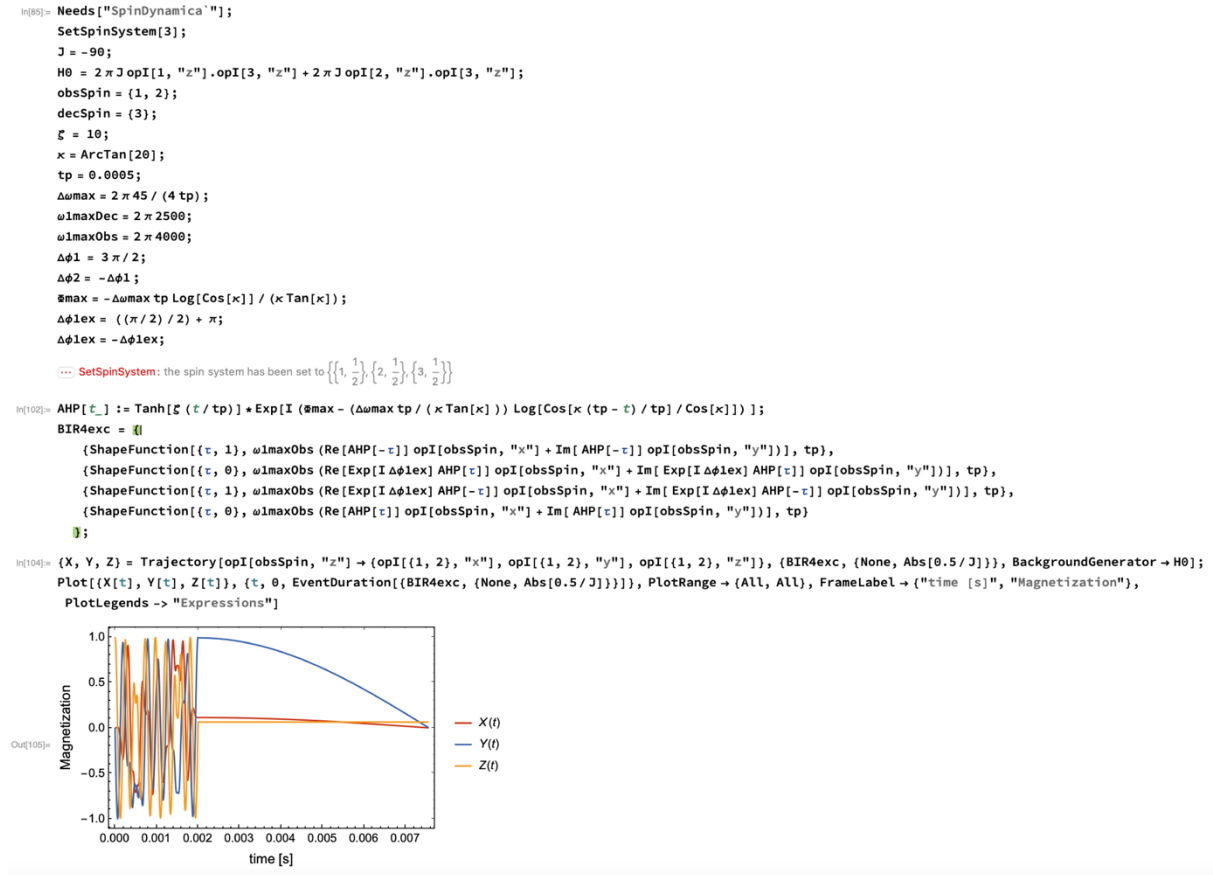 In[85]:= Needs["SpinDynamica`"];
SetSpinSystem[3];
J = -90;
H0 = 2 π J opI[1, "z"].opI[3, "z"] + 2 π J opI[2, "z"].opI[3, "z"];
obsSpin = {1, 2};
decSpin = {3};
ζ = 10;
κ = ArcTan[20];
tp = 0.0005;
Δωmax = 2 π 45 / (4 tp);
ω1maxDec = 2 π 2500;
ω1maxObs = 2 π 4000;
Δϕ1 = 3 π / 2;
Δϕ2 = -Δϕ1;
Φmax = -Δωmax tp Log[Cos[κ]] / (κ Tan[κ]);
Δϕ1ex = ((π / 2) / 2) + π;
Δϕ1ex = -Δϕ1ex;
... SetSpinSystem: the spin system has been set to {{1, 1/2}, {2, 1/2}, {3, 1/2}}
In[102]:= AHP[t_] := Tanh[ζ (t / tp)] * Exp[I (Φmax - (Δωmax tp / (κ Tan[κ])) Log[Cos[κ (tp - t) / tp] / Cos[κ]])];
BIR4exc = {
{ShapeFunction[{τ, 1}, ω1maxObs (Re[AHP[-τ]] opI[obsSpin, "x"] + Im[AHP[-τ]] opI[obsSpin, "y"])], tp},
{ShapeFunction[{τ, 0}, ω1maxObs (Re[Exp[I Δϕ1ex] AHP[τ]] opI[obsSpin, "x"] + Im[Exp[I Δϕ1ex] AHP[τ]] opI[obsSpin, "y"])], tp},
{ShapeFunction[{τ, 1}, ω1maxObs (Re[Exp[I Δϕ1ex] AHP[-τ]] opI[obsSpin, "x"] + Im[Exp[I Δϕ1ex] AHP[-τ]] opI[obsSpin, "y"])], tp},
{ShapeFunction[{τ, 0}, ω1maxObs (Re[AHP[τ]] opI[obsSpin, "x"] + Im[AHP[τ]] opI[obsSpin, "y"])], tp}
};
In[104]:= {X, Y, Z} = Trajectory[opI[obsSpin, "z"] → {opI[{1, 2}, "x"], opI[{1, 2}, "y"], opI[{1, 2}, "z"]}, {BIR4exc, {None, Abs[0.5 / J]}}, BackgroundGenerator → H0];
Plot[{X[t], Y[t], Z[t]}, {t, 0, EventDuration[{BIR4exc, {None, Abs[0.5 / J]}}]}, PlotRange → {All, All}, FrameLabel → {"time [s]", "Magnetization"},
PlotLegends -> "Expressions"]
Out[105]=
Magnetization
1.0
0.5
0.0
-0.5
-1.0
0.000 0.001 0.002 0.003 0.004 0.005 0.006 0.007
time [s]
X(t)
Y(t)
Z(t)